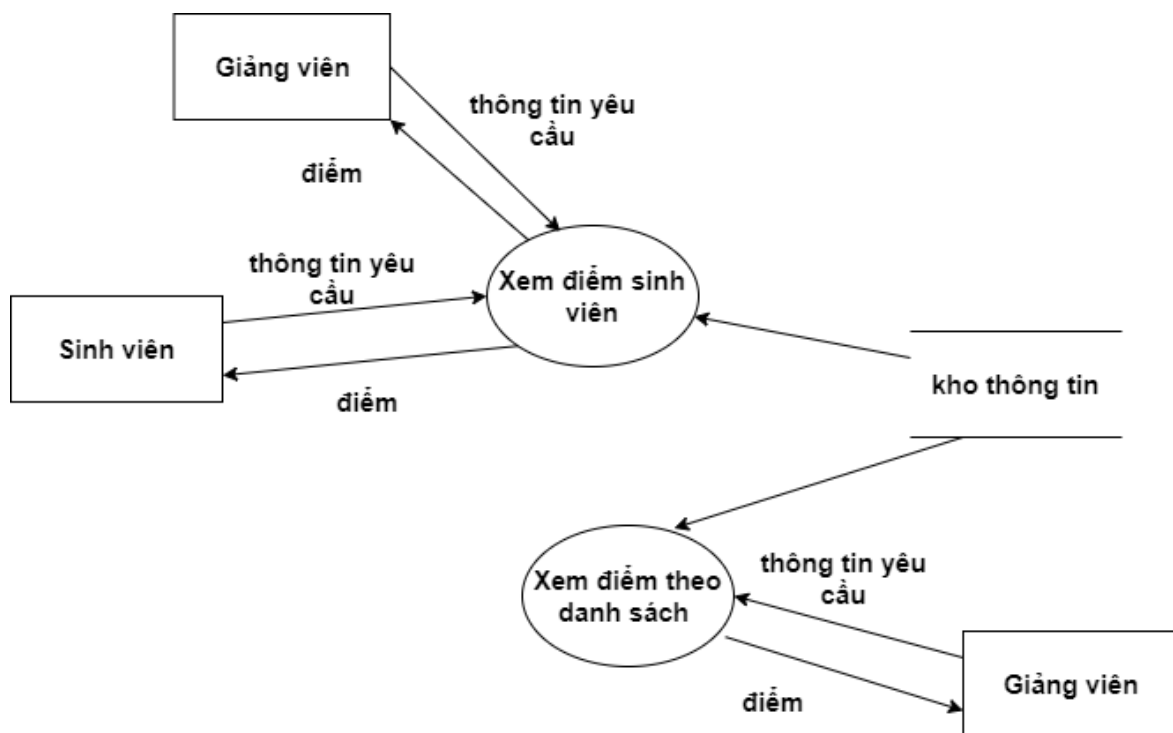 Giảng viên
thông tin yêu
cầu
điểm
thông tin yêu
cầu
Xem điểm sinh
viên
Sinh viên
điểm
kho thông tin
Xem điểm theo
danh sách
thông tin yêu
cầu
Giảng viên
điểm